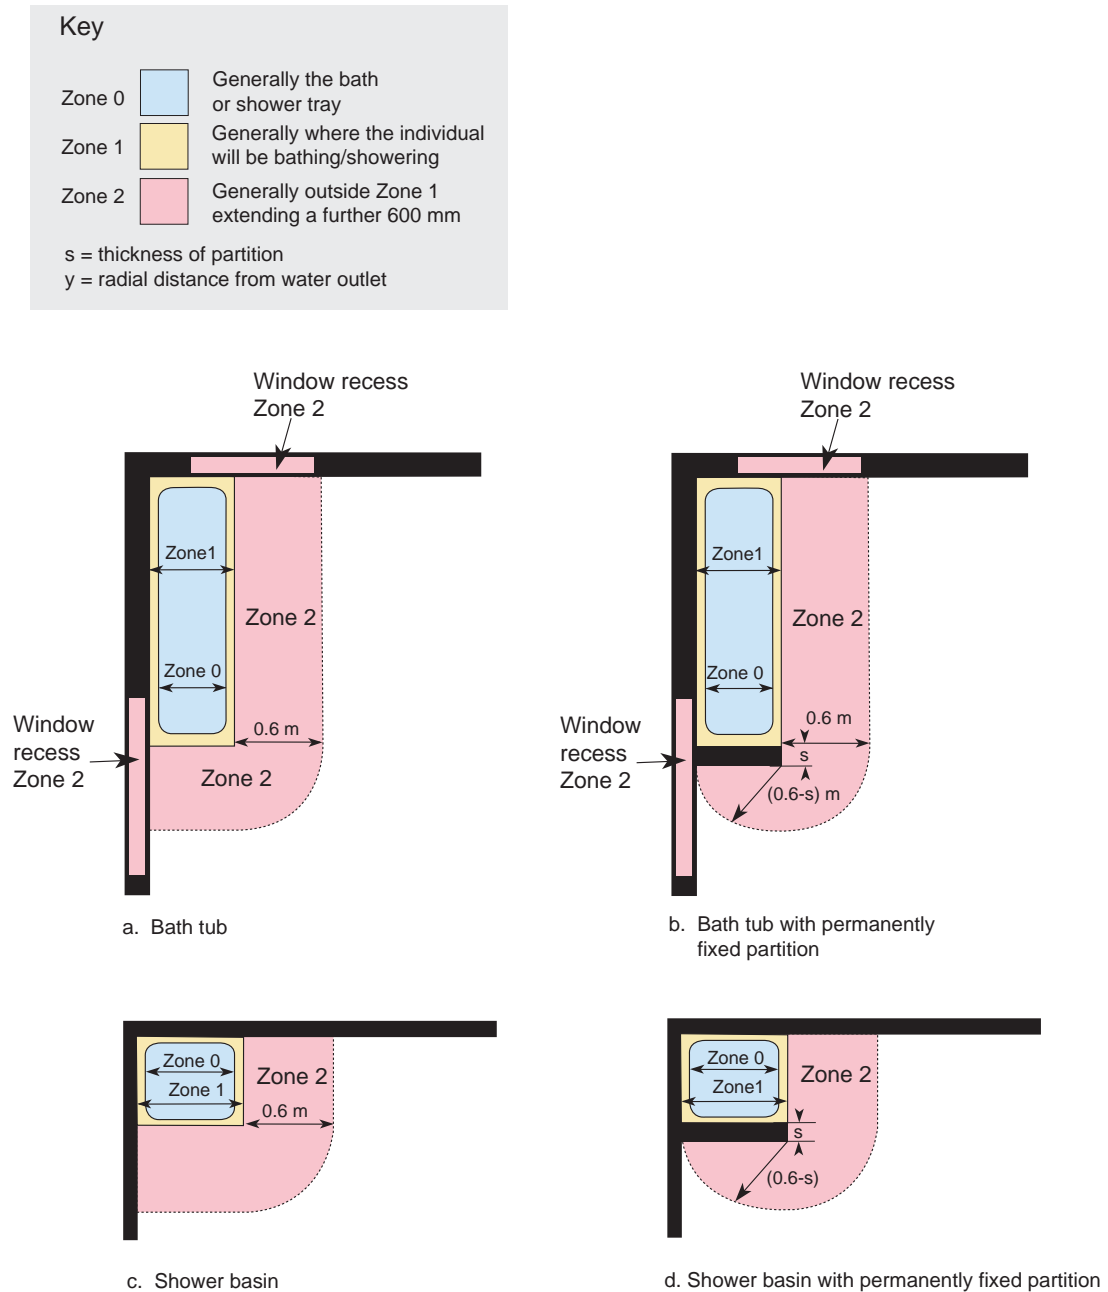 Key
Zone 0
Generally the bath
or shower tray
Zone 1
Generally where the individual
will be bathing/showering
Zone 2
Generally outside Zone 1
extending a further 600 mm
s = thickness of partition
y = radial distance from water outlet
Window recess
Zone 2
Zone1
Zone 2
Zone 0
Window
recess
Zone 2
0.6 m
Zone 2
a. Bath tub
Window recess
Zone 2
Zone1
Zone 2
Zone 0
Window
recess
Zone 2
0.6 m
s
(0.6-s) m
b. Bath tub with permanently
fixed partition
Zone 0
Zone 1
Zone 2
0.6 m
c. Shower basin
Zone 0
Zone1
Zone 2
s
(0.6-s)
d. Shower basin with permanently fixed partition